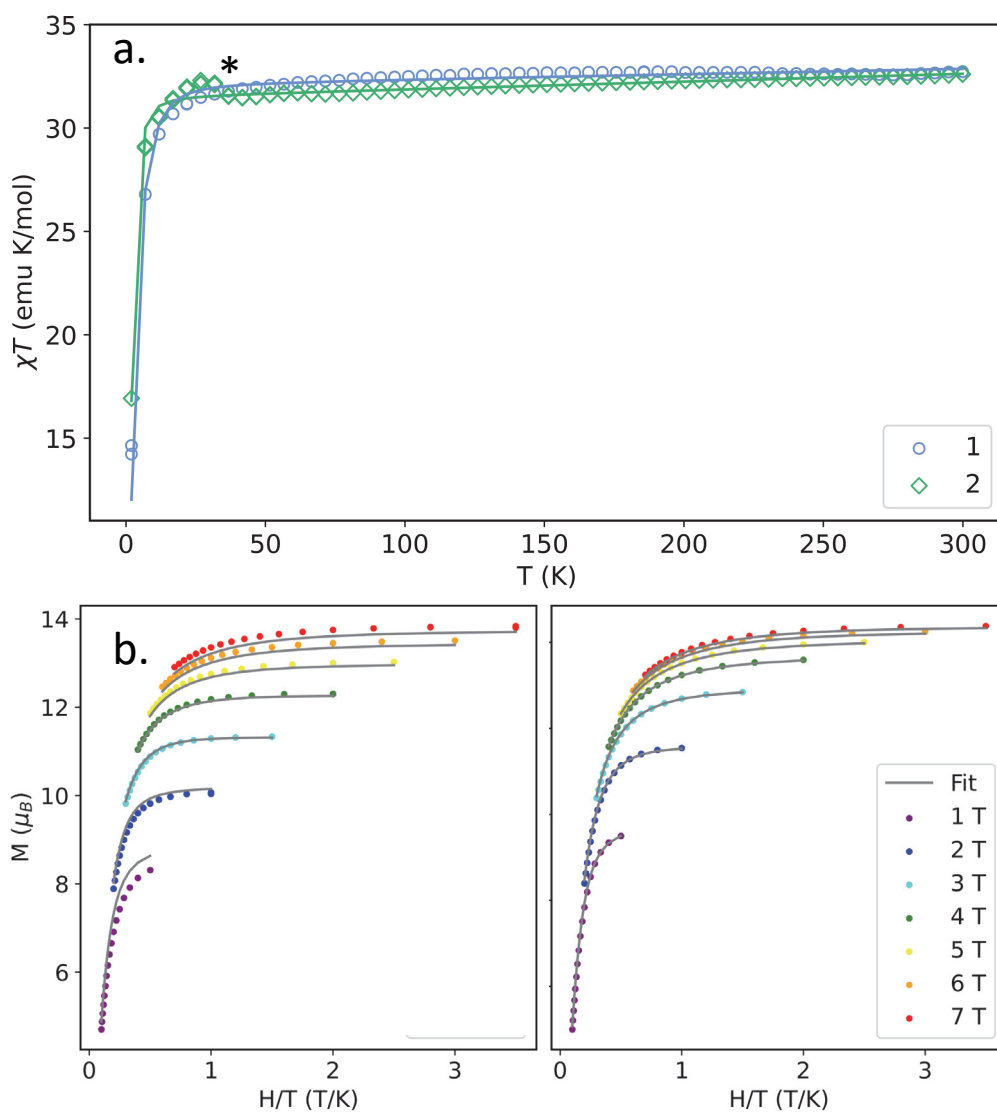 a.
*
35
30
25
20
15
χT (emu K/mol)
1
2
0 50 100 150 200 250 300
T (K)
b.
14
12
10
8
6
M (μB)
Fit
1 T
2 T
3 T
4 T
5 T
6 T
7 T
0 1 2 3 0 1 2 3
H/T (T/K) H/T (T/K)